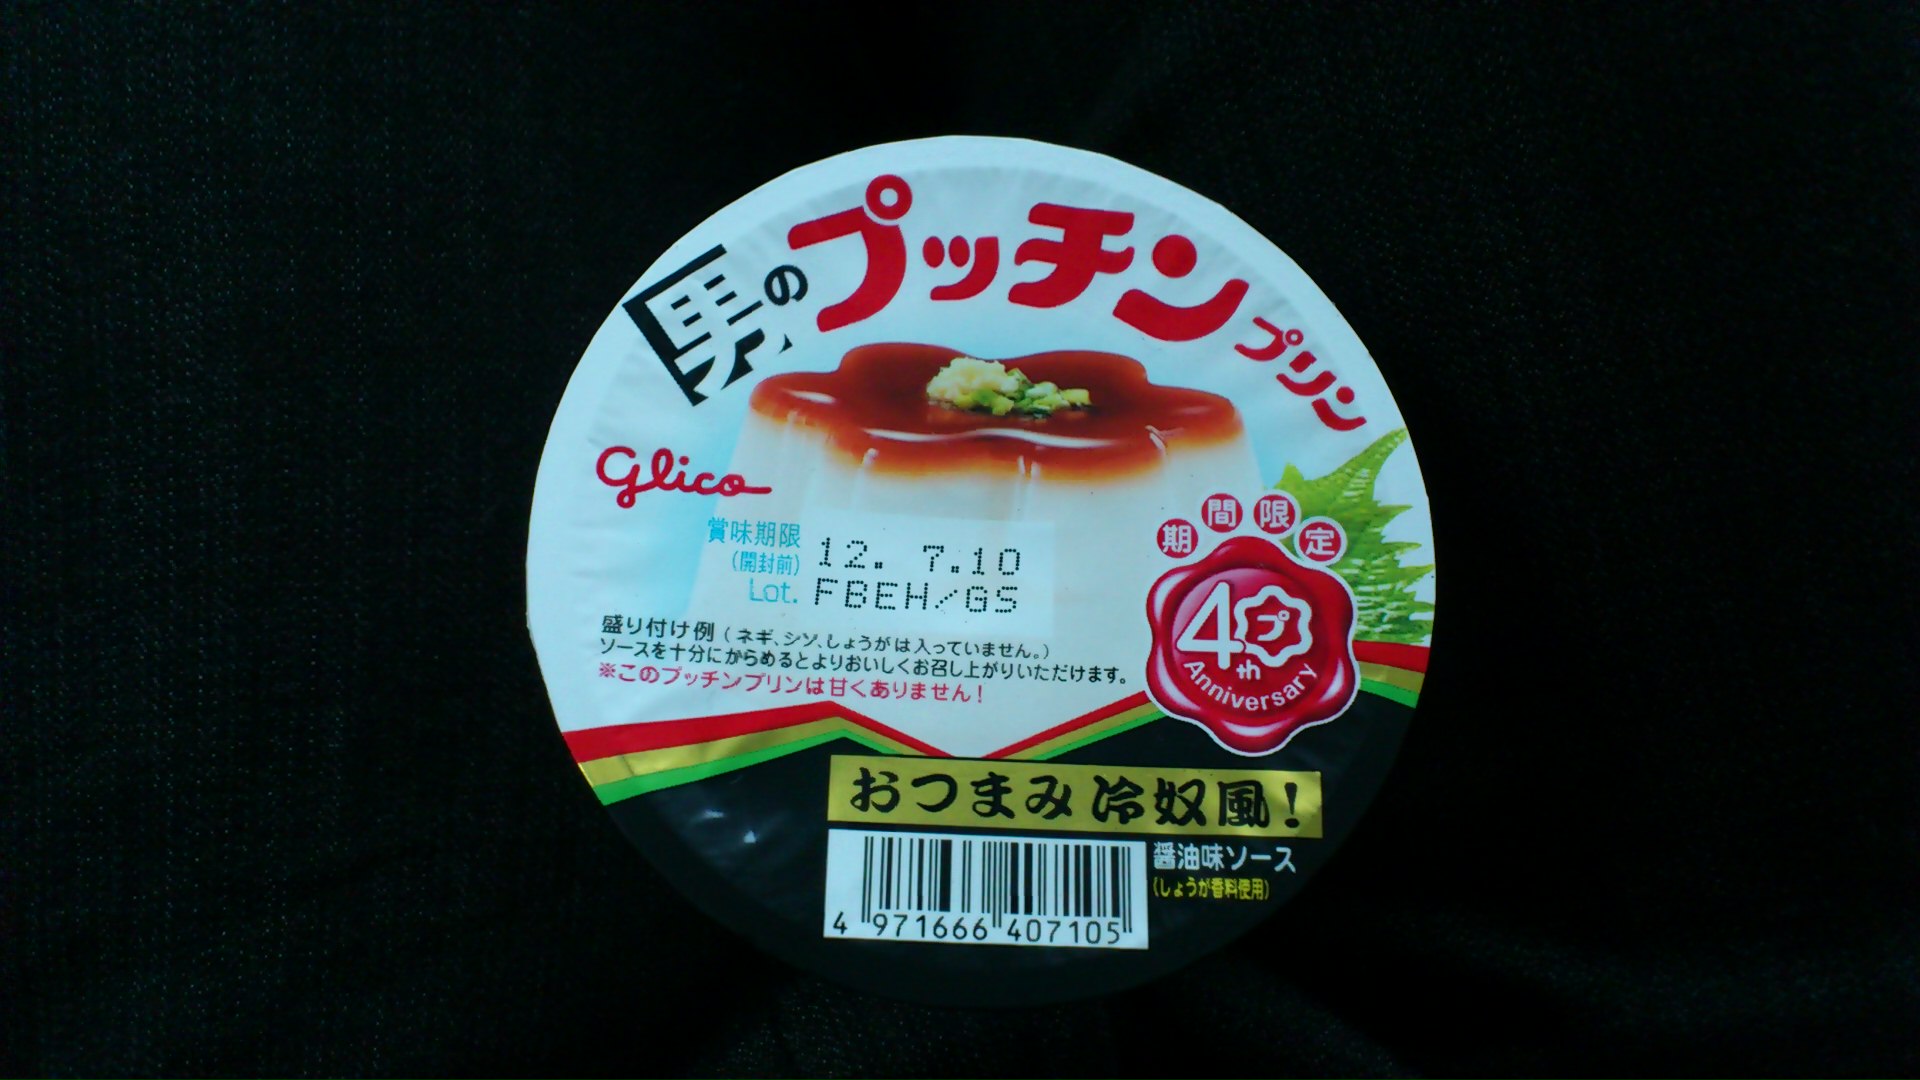 男のプッチンプリン
glico
期間限定
賞味期限
(開封前)
12. 7.10
Lot. FBEH/GS
40プ
th
Anniversary
盛り付け例(ネギ、シソ、しょうがは入っていません。)
ソースを十分にからめるとよりおいしくお召し上がりいただけます。
※このプッチンプリンは甘くありません!
おつまみ冷奴風!
醤油味ソース
(しょうが香料使用)
4 971666 407105